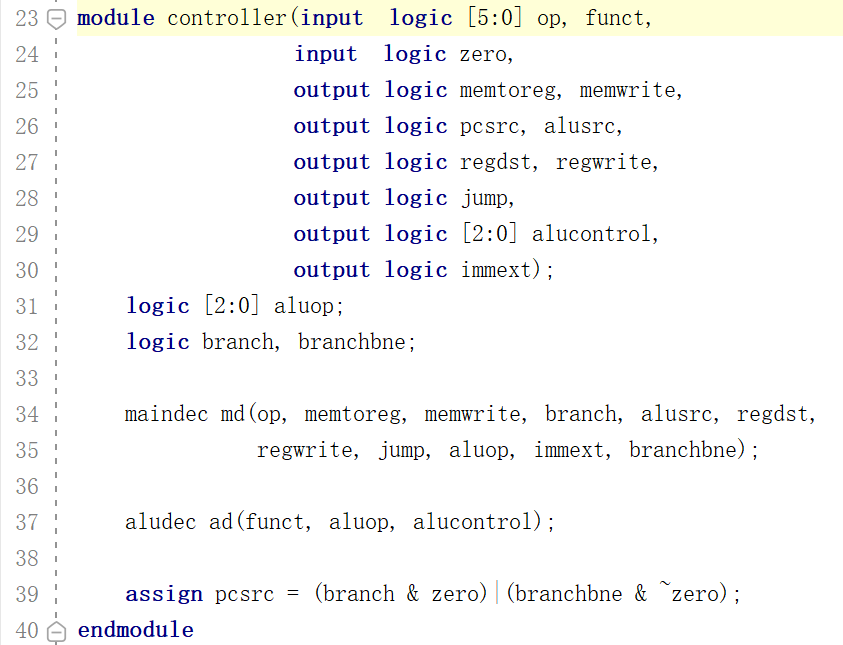 23 module controller(input  logic [5:0] op, funct,
24                   input  logic zero,
25                   output logic memtoreg, memwrite,
26                   output logic pcsrc, alusrc,
27                   output logic regdst, regwrite,
28                   output logic jump,
29                   output logic [2:0] alucontrol,
30                   output logic immext);
31     logic [2:0] aluop;
32     logic branch, branchbne;
33
34     maindec md(op, memtoreg, memwrite, branch, alusrc, regdst,
35                regwrite, jump, aluop, immext, branchbne);
36
37     aludec ad(funct, aluop, alucontrol);
38
39     assign pcsrc = (branch & zero)|(branchbne & ~zero);
40 endmodule